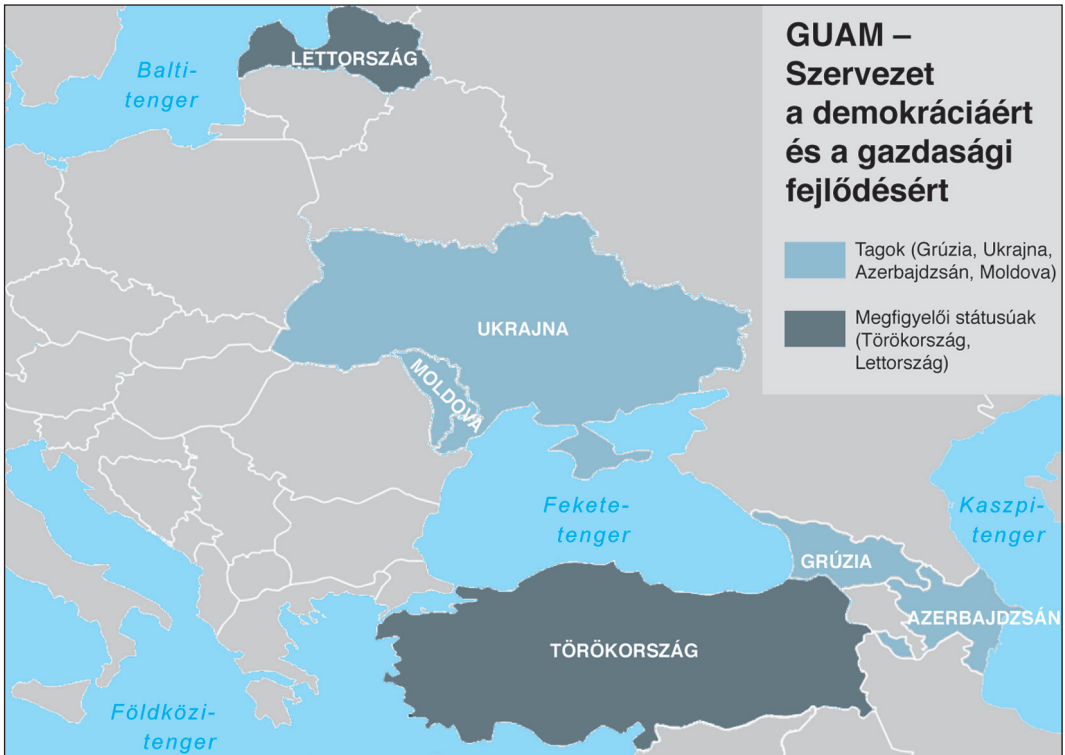 GUAM –
Szervezet
a demokráciáért
és a gazdasági
fejlődésért
Tagok (Grúzia, Ukrajna,
Azerbajdzsán, Moldova)
Megfigyelői státusúak
(Törökország,
Lettország)
LETTORSZÁG
Balti-
tenger
UKRAJNA
MOLDOVA
Fekete-
tenger
Kaszpi-
tenger
GRÚZIA
AZERBAJDZSÁN
TÖRÖKORSZÁG
Földközi-
tenger